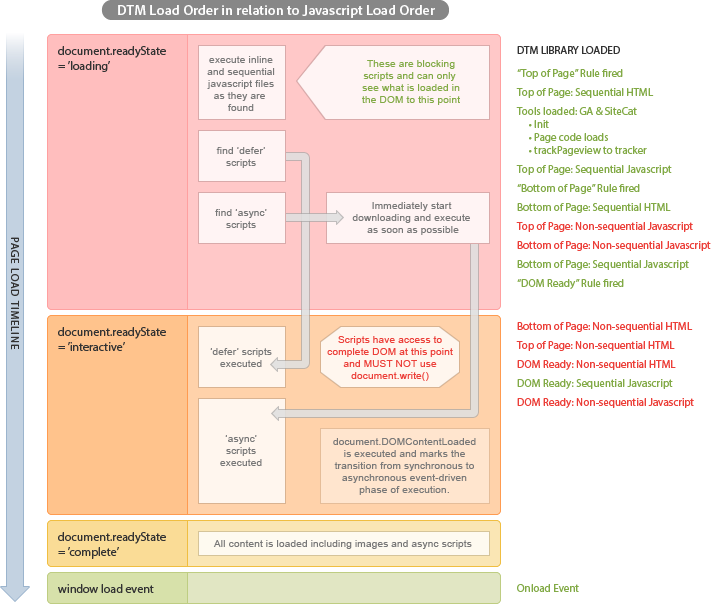 DTM Load Order in relation to Javascript Load Order
PAGE LOAD TIMELINE
document.readyState
= 'loading'
execute inline
and sequential
javascript files
as they are
found
These are blocking
scripts and can only
see what is loaded
in the DOM to this point
find 'defer'
scripts
find 'async'
scripts
Immediately start
downloading and execute
as soon as possible
DTM LIBRARY LOADED
“Top of Page” Rule fired
Top of Page: Sequential HTML
Tools loaded: GA & SiteCat
• Init
• Page code loads
• trackPageview to tracker
Top of Page: Sequential Javascript
“Bottom of Page” Rule fired
Bottom of Page: Sequential HTML
Top of Page: Non-sequential Javascript
Bottom of Page: Non-sequential Javascript
Bottom of Page: Sequential Javascript
“DOM Ready” Rule fired
document.readyState
= 'interactive'
'defer' scripts
executed
Scripts have access to
complete DOM at this point
and MUST NOT use
document.write()
'async'
scripts
executed
document.DOMContentLoaded
is executed and marks the
transition from synchronous to
asynchronous event-driven
phase of execution.
Bottom of Page: Non-sequential HTML
Top of Page: Non-sequential HTML
DOM Ready: Non-sequential HTML
DOM Ready: Sequential Javascript
DOM Ready: Non-sequential Javascript
document.readyState
= 'complete'
All content is loaded including images and async scripts
window load event
Onload Event